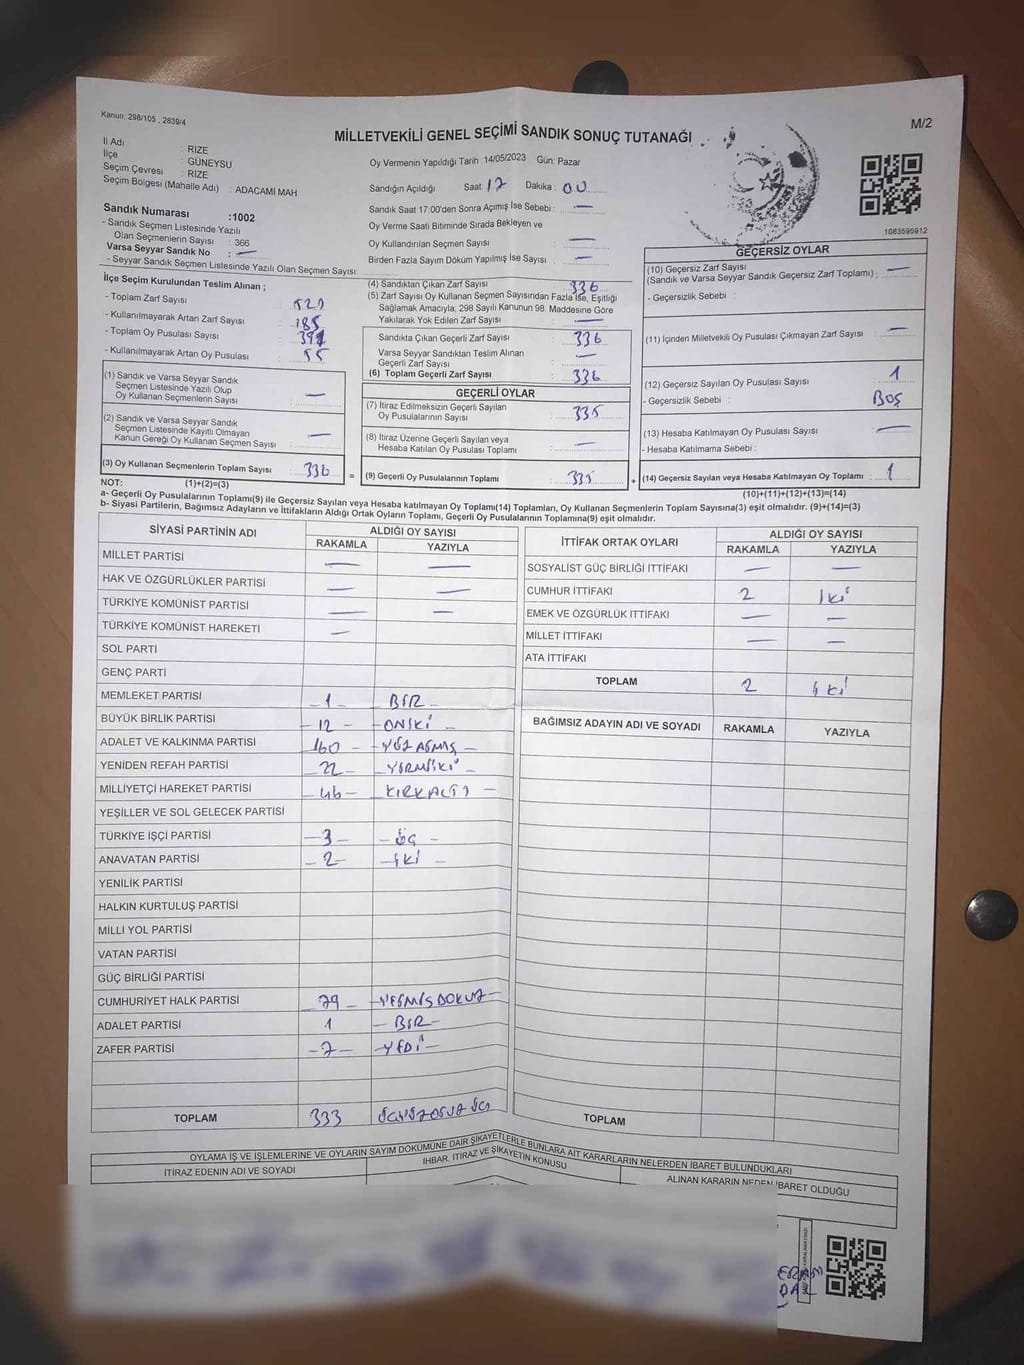 Kanun; 298/105 , 2839/4
M/2
MİLLETVEKİLİ GENEL SEÇİMİ SANDIK SONUÇ TUTANAĞI
İl Adı : RİZE
İlçe : GÜNEYSU
Seçim Çevresi : RİZE
Seçim Bölgesi (Mahalle Adı) : ADACAMI MAH
Sandık Numarası :1002
- Sandık Seçmen Listesinde Yazılı
Olan Seçmenlerin Sayısı : 366
Varsa Seyyar Sandık No : —
- Seyyar Sandık Seçmen Listesinde Yazılı Olan Seçmen Sayısı
Oy Vermenin Yapıldığı Tarih 14/05/2023 Gün: Pazar
Sandığın Açıldığı Saat 17 Dakika : 00
Sandık Saat 17:00'den Sonra Açımış İse Sebebi : —
Oy Verme Saati Bitiminde Sırada Bekleyen ve
Oy Kullandırılan Seçmen Sayısı —
Birden Fazla Sayım Döküm Yapılmış İse Sayısı : —
1083595912
İlçe Seçim Kurulundan Teslim Alınan ;
- Toplam Zarf Sayısı : 521
- Kullanılmayarak Artan Zarf Sayısı : 185
- Toplam Oy Pusulası Sayısı :
- Kullanılmayarak Artan Oy Pusulası : 55
(1) Sandık ve Varsa Seyyar Sandık
Seçmen Listesinde Yazılı Olup
Oy Kullanan Seçmenlerin Sayısı : —
(2) Sandık ve Varsa Seyyar Sandık
Seçmen Listesinde Kayıtlı Olmayan
Kanun Gereği Oy Kullanan Seçmen Sayısı : —
(3) Oy Kullanan Seçmenlerin Toplam Sayısı : 336 =
(4) Sandıktan Çıkan Zarf Sayısı : 336
(5) Zarf Sayısı Oy Kullanan Seçmen Sayısından Fazla İse, Eşitliği
Sağlamak Amacıyla, 298 Sayılı Kanunun 98. Maddesine Göre
Yakılarak Yok Edilen Zarf Sayısı : —
Sandıkta Çıkan Geçerli Zarf Sayısı : 336
Varsa Seyyar Sandıktan Teslim Alınan
Geçerli Zarf Sayısı : —
(6) Toplam Geçerli Zarf Sayısı : 336
GEÇERLİ OYLAR
(7) İtiraz Edilmeksizin Geçerli Sayılan
Oy Pusulalarının Sayısı : 335
(8) İtiraz Üzerine Geçerli Sayılan veya
Hesaba Katılan Oy Pusulası Toplamı : —
(9) Geçerli Oy Pusulalarının Toplamı : 335 +
GEÇERSİZ OYLAR
(10) Geçersiz Zarf Sayısı
(Sandık ve Varsa Seyyar Sandık Geçersiz Zarf Toplamı) : —
- Geçersizlik Sebebi :
(11) İçinden Milletvekili Oy Pusulası Çıkmayan Zarf Sayısı : —
(12) Geçersiz Sayılan Oy Pusulası Sayısı : 1
- Geçersizlik Sebebi : BOŞ
(13) Hesaba Katılmayan Oy Pusulası Sayısı : —
- Hesaba Katılmama Sebebi :
(14) Geçersiz Sayılan veya Hesaba Katılmayan Oy Toplamı : 1
NOT: (1)+(2)=(3)
(10)+(11)+(12)+(13)=(14)
a- Geçerli Oy Pusulalarının Toplamı(9) ile Geçersiz Sayılan veya Hesaba Katılmayan Oy Toplamı(14) Toplamları, Oy Kullanan Seçmenlerin Toplam Sayısına(3) eşit olmalıdır. (9)+(14)=(3)
b- Siyasi Partilerin, Bağımsız Adayların ve İttifakların Aldığı Ortak Oyların Toplamı, Geçerli Oy Pusulalarının Toplamına(9) eşit olmalıdır.
SİYASİ PARTİNİN ADI ALDIĞI OY SAYISI
RAKAMLA YAZIYLA
MİLLET PARTİSİ — —
HAK VE ÖZGÜRLÜKLER PARTİSİ — —
TÜRKİYE KOMÜNİST PARTİSİ — —
TÜRKİYE KOMÜNİST HAREKETİ —
SOL PARTİ
GENÇ PARTİ
MEMLEKET PARTİSİ –1– BİR –
BÜYÜK BİRLİK PARTİSİ – 12 – – ONİKİ –
ADALET VE KALKINMA PARTİSİ 160 – – YÜZ ATMIŞ –
YENİDEN REFAH PARTİSİ – 22 – – YİRMİİKİ –
MİLLİYETÇİ HAREKET PARTİSİ – 46 – KIRKALTI –
YEŞİLLER VE SOL GELECEK PARTİSİ
TÜRKİYE İŞÇİ PARTİSİ – 3 – – ÜÇ –
ANAVATAN PARTİSİ – 2 – – İKİ –
YENİLİK PARTİSİ
HALKIN KURTULUŞ PARTİSİ
MİLLİ YOL PARTİSİ
VATAN PARTİSİ
GÜÇ BİRLİĞİ PARTİSİ
CUMHURİYET HALK PARTİSİ – 79 – – YETMİŞDOKUZ –
ADALET PARTİSİ 1 – BİR –
ZAFER PARTİSİ – 7 – – YEDİ –
TOPLAM 333 ÜÇYÜZOTUZ ÜÇ
İTTİFAK ORTAK OYLARI ALDIĞI OY SAYISI
RAKAMLA YAZIYLA
SOSYALİST GÜÇ BİRLİĞİ İTTİFAKI — —
CUMHUR İTTİFAKI 2 İki
EMEK VE ÖZGÜRLÜK İTTİFAKI — —
MİLLET İTTİFAKI — —
ATA İTTİFAKI
TOPLAM 2 İki
BAĞIMSIZ ADAYIN ADI VE SOYADI RAKAMLA YAZIYLA
TOPLAM
OYLAMA İŞ VE İŞLEMLERİNE VE OYLARIN SAYIM DÖKÜMÜNE DAİR ŞİKAYETLERLE BUNLARA AİT KARARLARIN NELERDEN İBARET BULUNDUKLARI
İTİRAZ EDENİN ADI VE SOYADI İHBAR, İTİRAZ VE ŞİKAYETİN KONUSU ALINAN KARARIN NEDEN İBARET OLDUĞU